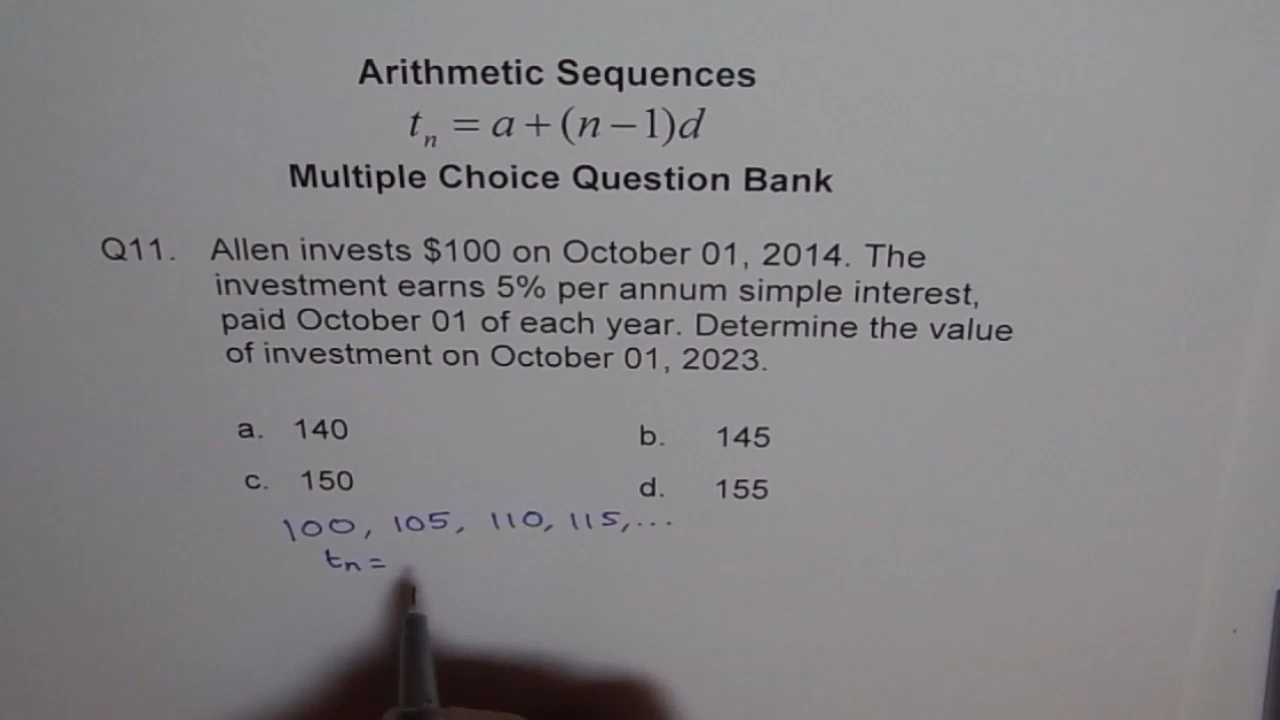 Arithmetic Sequences
tₙ = a + (n − 1)d
Multiple Choice Question Bank
Q11. Allen invests $100 on October 01, 2014. The
investment earns 5% per annum simple interest,
paid October 01 of each year. Determine the value
of investment on October 01, 2023.
a. 140 b. 145
c. 150 d. 155
100, 105, 110, 115, ...
tₙ =